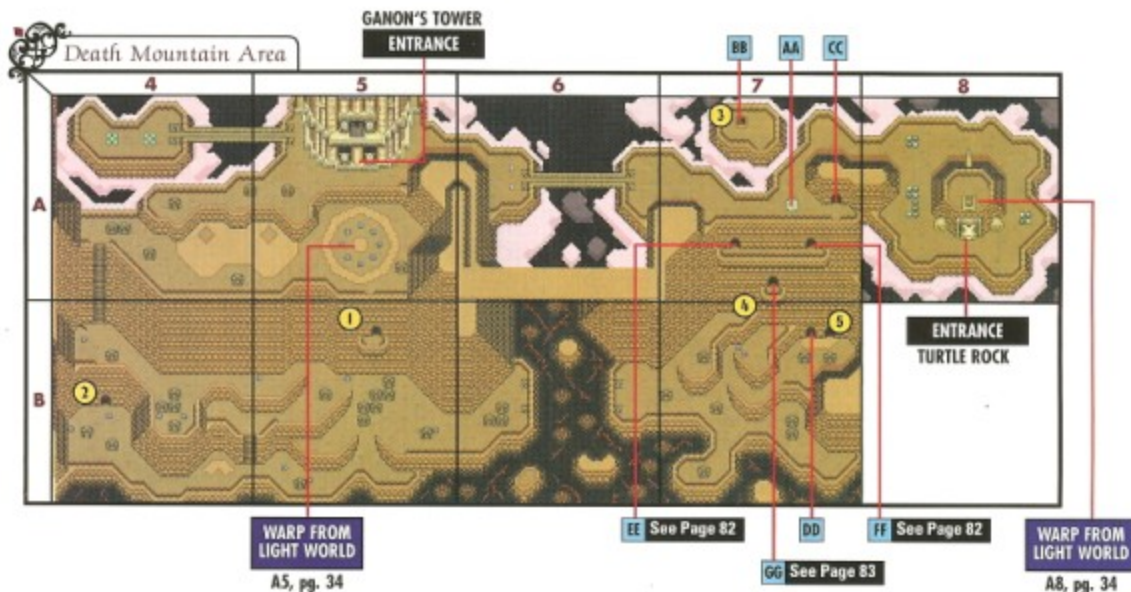 GANON'S TOWER
ENTRANCE
BB
AA
CC
Death Mountain Area
4
5
6
7
8
3
A
4
1
5
ENTRANCE
TURTLE ROCK
2
B
WARP FROM
LIGHT WORLD
A5, pg. 34
EE See Page 82
DD
FF See Page 82
GG See Page 83
WARP FROM
LIGHT WORLD
A8, pg. 34